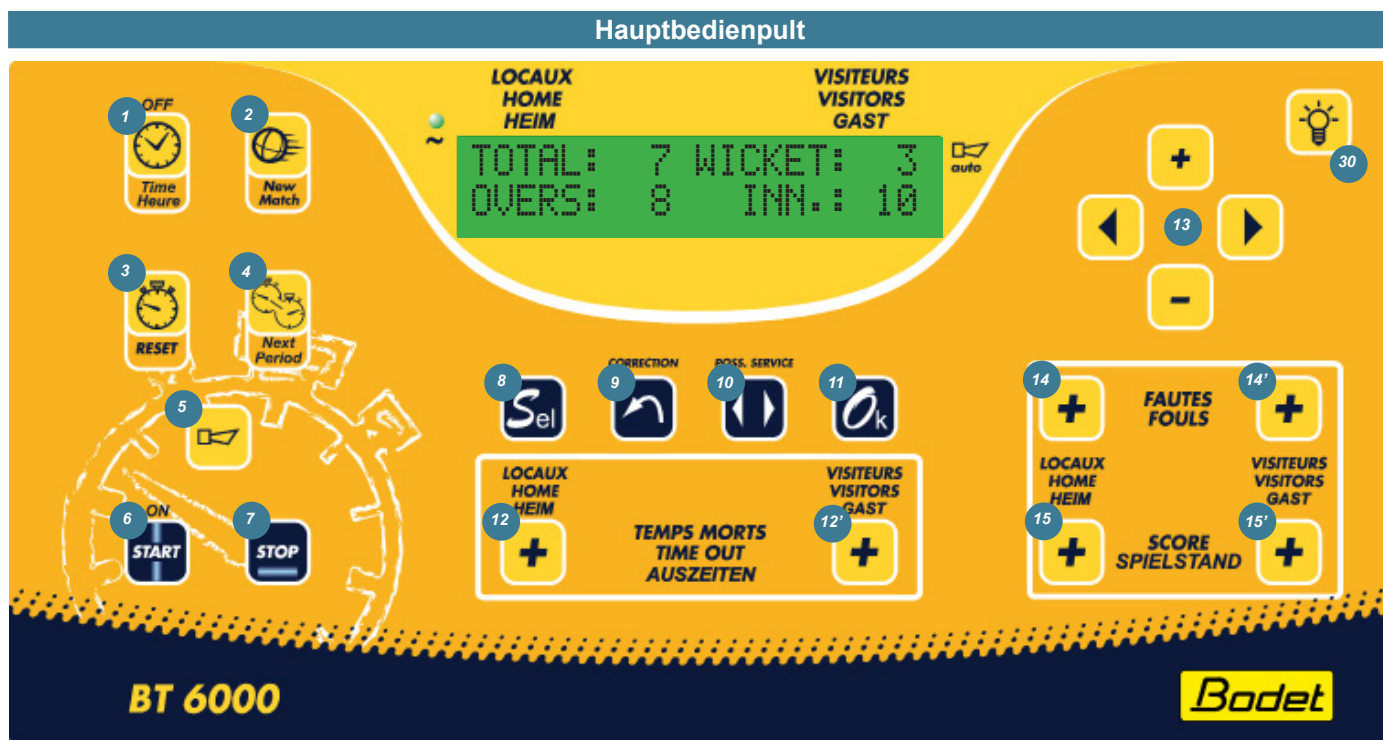 Hauptbedienpult
LOCAUX
HOME
HEIM
VISITEURS
VISITORS
GAST
OFF
1
Time
Heure
2
New
Match
~
TOTAL: 7 WICKET: 3
OVERS: 8 INN.: 10
auto
30
+
13
-
3
RESET
4
Next
Period
5
ON
6
START
7
STOP
8
Sel
CORRECTION
9
POSS. SERVICE
10
11
Ok
LOCAUX
HOME
HEIM
12
+
TEMPS MORTS
TIME OUT
AUSZEITEN
VISITEURS
VISITORS
GAST
12'
+
14
+
FAUTES
FOULS
14'
+
LOCAUX
HOME
HEIM
VISITEURS
VISITORS
GAST
15
+
SCORE
SPIELSTAND
15'
+
BT 6000
Bodet